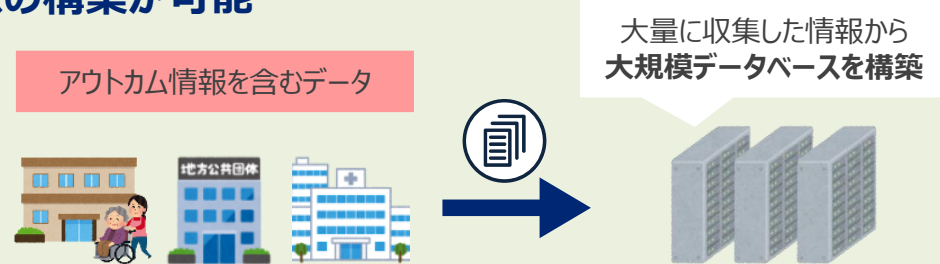 の構築が可能
大量に収集した情報から
大規模データベースを構築
アウトカム情報を含むデータ
地方公共団体